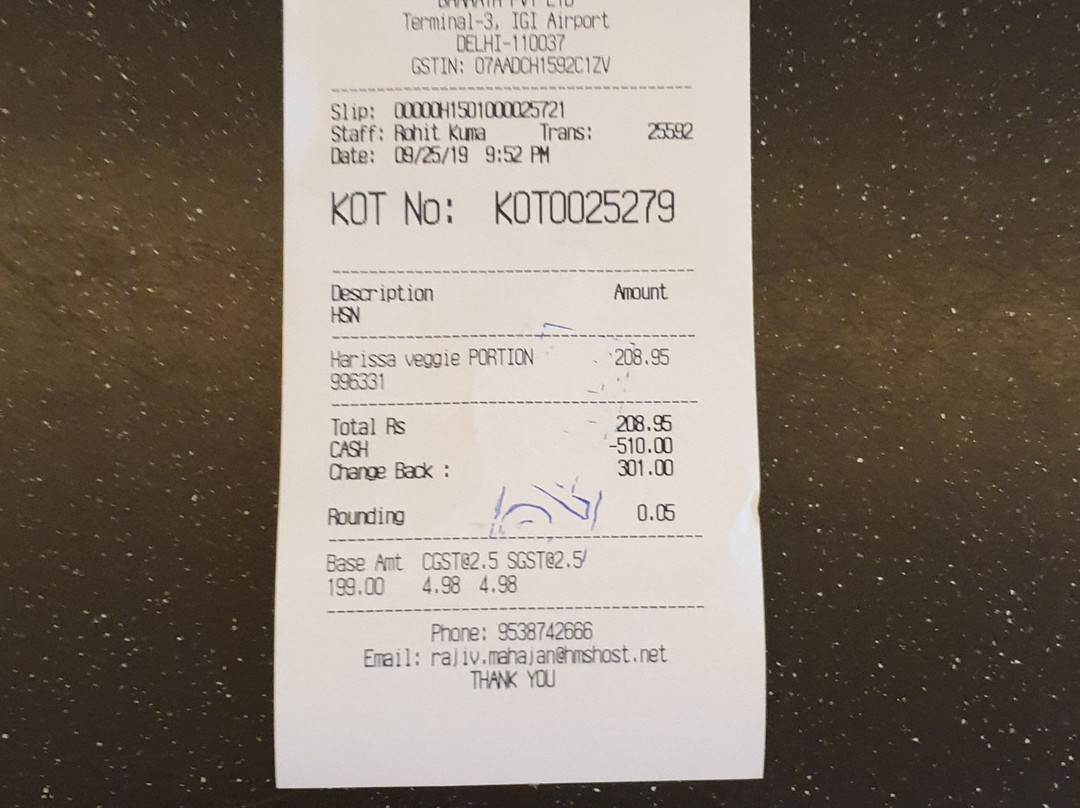 PVT LTD
Terminal-3, IGI Airport
DELHI-110037
GSTIN: 07AADCH1592C1ZV
Slip: 00000H1501000025721
Staff: Rohit Kuma Trans: 25592
Date: 09/25/19 9:52 PM
KOT No: KOT0025279
Description Amount
HSN
Harissa veggie PORTION 208.95
996331
Total Rs 208.95
CASH -510.00
Change Back : 301.00
Rounding 0.05
Base Amt CGST@2.5 SGST@2.5
199.00 4.98 4.98
Phone: 9538742666
Email: rajiv.mahajan@hmshost.net
THANK YOU